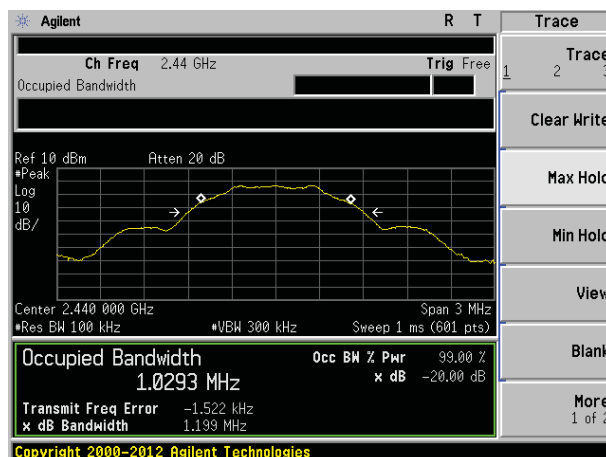 Agilent R T Trace
Ch Freq 2.44 GHz Trig Free
Occupied Bandwidth
Trace
1 2 3
Clear Write
Max Hold
Min Hold
View
Blank
More
1 of 2
Ref 10 dBm Atten 20 dB
#Peak
Log
10
dB/
Center 2.440 000 GHz Span 3 MHz
#Res BW 100 kHz #VBW 300 kHz Sweep 1 ms (601 pts)
Occupied Bandwidth Occ BW % Pwr 99.00 %
1.0293 MHz x dB -20.00 dB
Transmit Freq Error -1.522 kHz
x dB Bandwidth 1.199 MHz
Copyright 2000-2012 Agilent Technologies